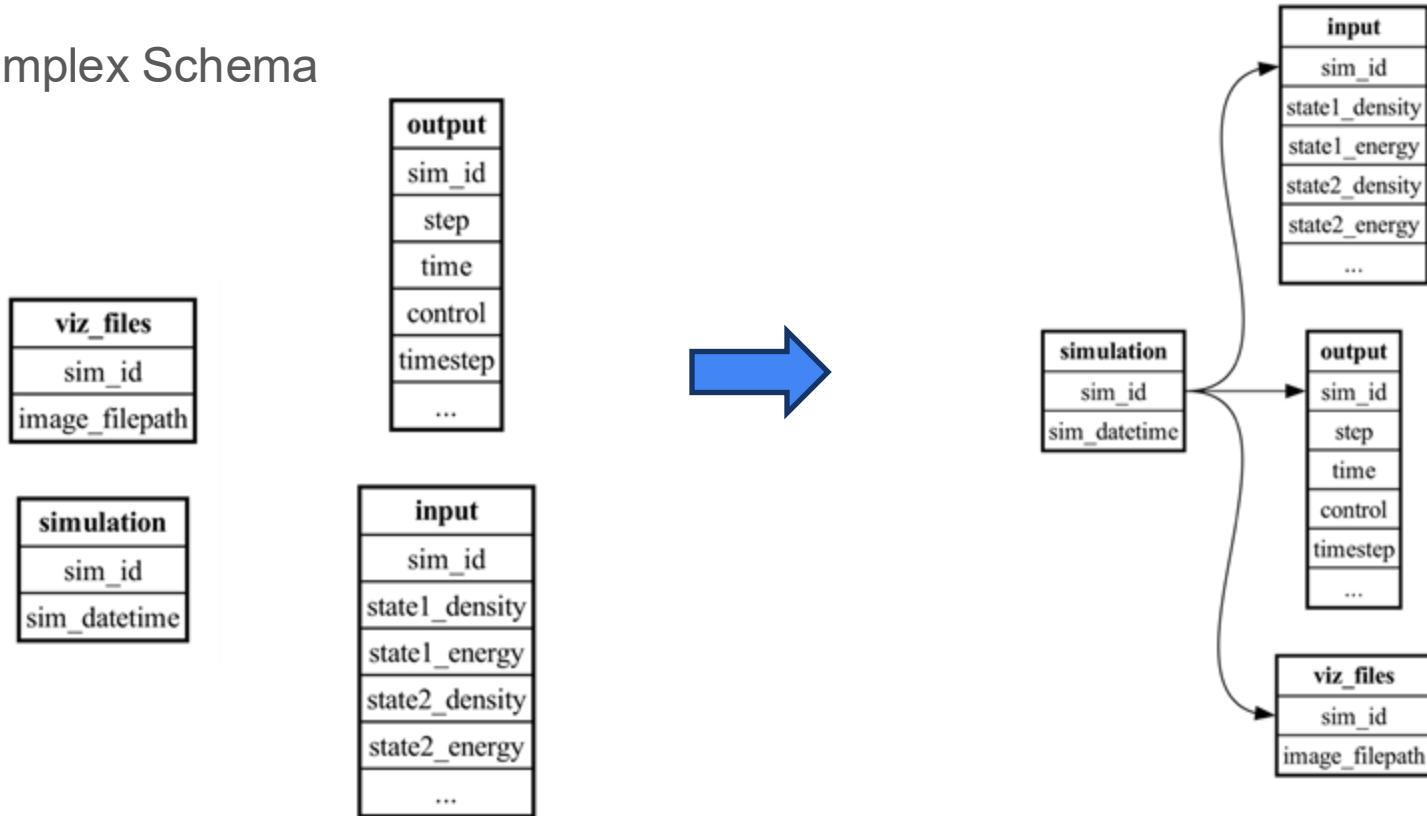 mplex Schema
output
sim_id
step
time
control
timestep
...
viz_files
sim_id
image_filepath
simulation
sim_id
sim_datetime
input
sim_id
state1_density
state1_energy
state2_density
state2_energy
...
input
sim_id
state1_density
state1_energy
state2_density
state2_energy
...
simulation
sim_id
sim_datetime
output
sim_id
step
time
control
timestep
...
viz_files
sim_id
image_filepath